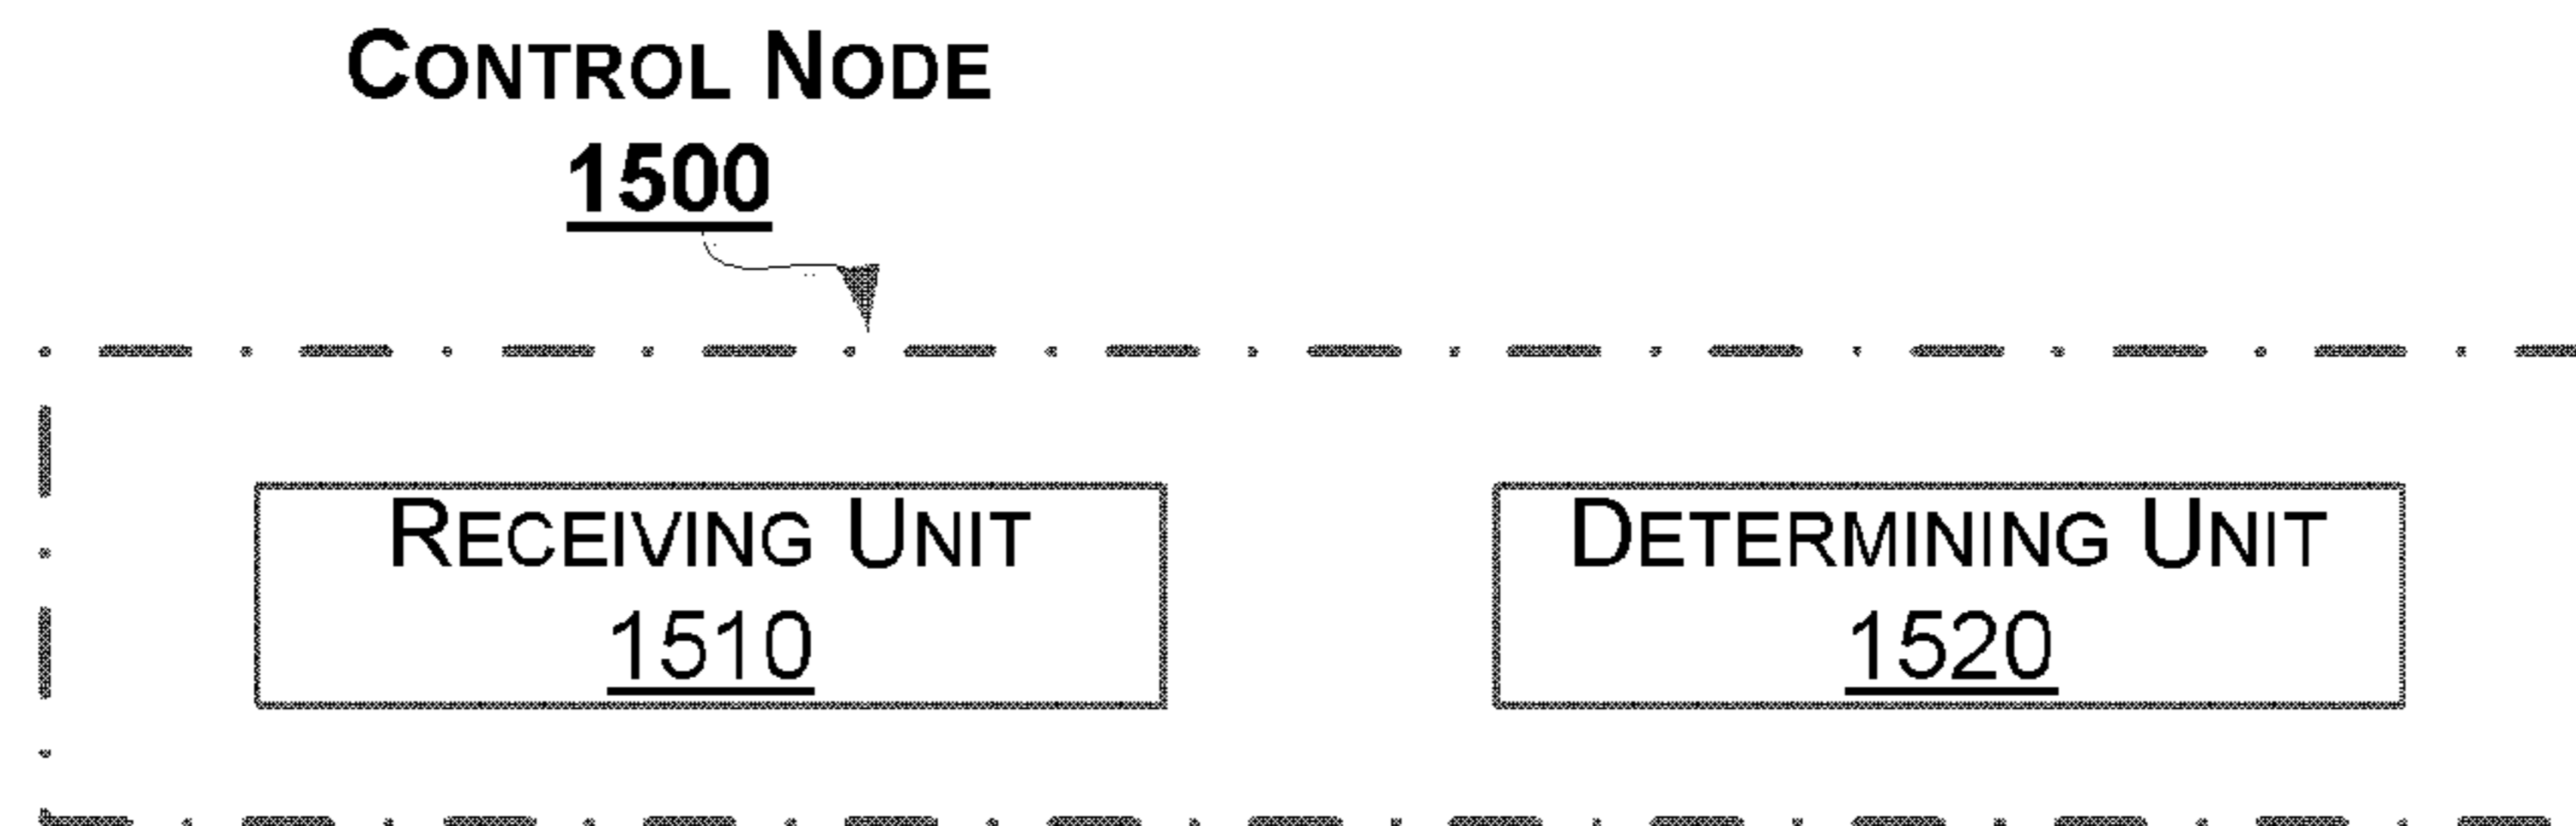 CONTROL NODE
1500
RECEIVING UNIT
1510
DETERMINING UNIT
1520